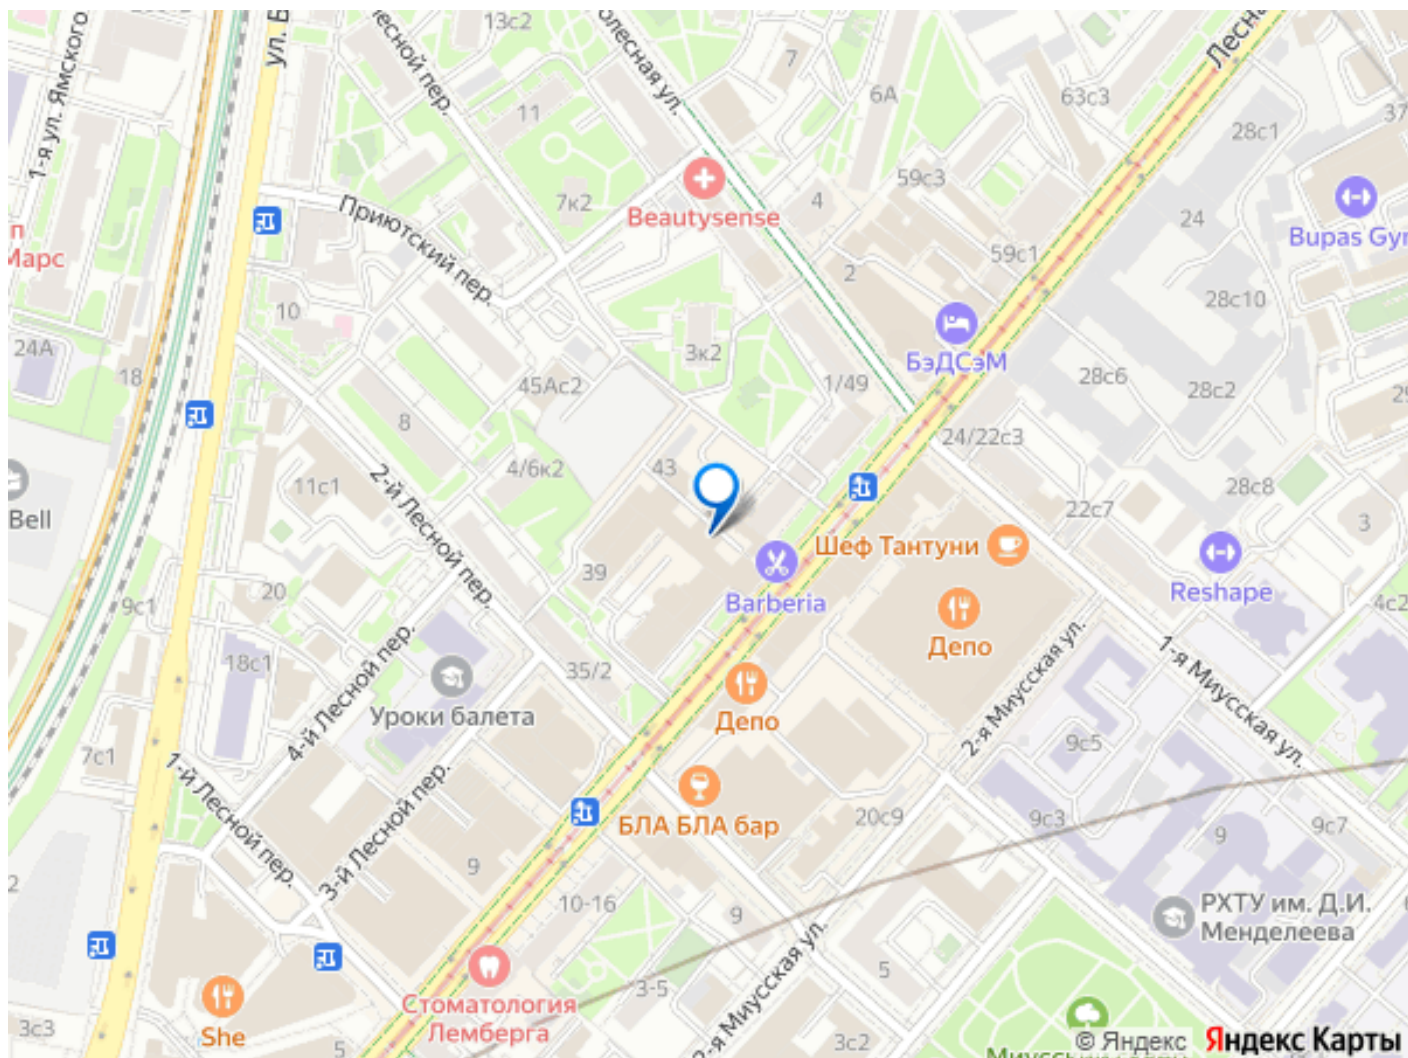 13с2
7
Лесна
ул. В
1-я ул. Ямского
Лесной пер.
олесная ул.
6А
63с3
37
11
28с1
59с3
7к2
4
24
Приютский пер.
Beautysense
Bupas Gyr
п
Марс
59с1
2
10
28с10
24А
18
3к2
БэДСэМ
45Ас2
1/49
28с6
28с2
29
8
24/22с3
43
4/6к2
11с1
2-й Лесной пер.
28с8
22с7
3
Bell
Шеф Тантуни
39
20
9с1
Barberia
Reshape
4с2
Депо
18с1
35/2
4-й Лесной пер.
Уроки балета
Депо
2-я Миусская ул.
1-я Миусская ул.
7с1
9с5
1-й Лесной пер.
3-й Лесной пер.
БЛА БЛА бар
20с9
9с3
9
9с7
9
2
10-16
9
РХТУ им. Д.И.
Менделеева
5
Стоматология
Лемберга
3-5
2-я Миусская ул.
She
3с3
5
3с2
© Яндекс
Яндекс Карты